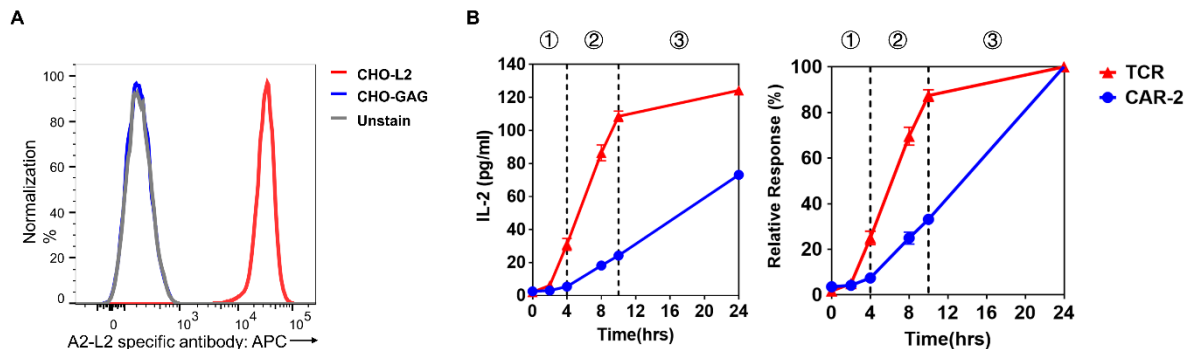 A
Normalization
%
100
80
60
40
20
0
0
10³
10⁴
10⁵
A2-L2 specific antibody: APC
CHO-L2
CHO-GAG
Unstain
B
① ② ③
IL-2 (pg/ml)
140
120
100
80
60
40
20
0
0 4 8 12 16 20 24
Time(hrs)
① ② ③
Relative Response (%)
100
80
60
40
20
0
0 4 8 12 16 20 24
Time(hrs)
TCR
CAR-2